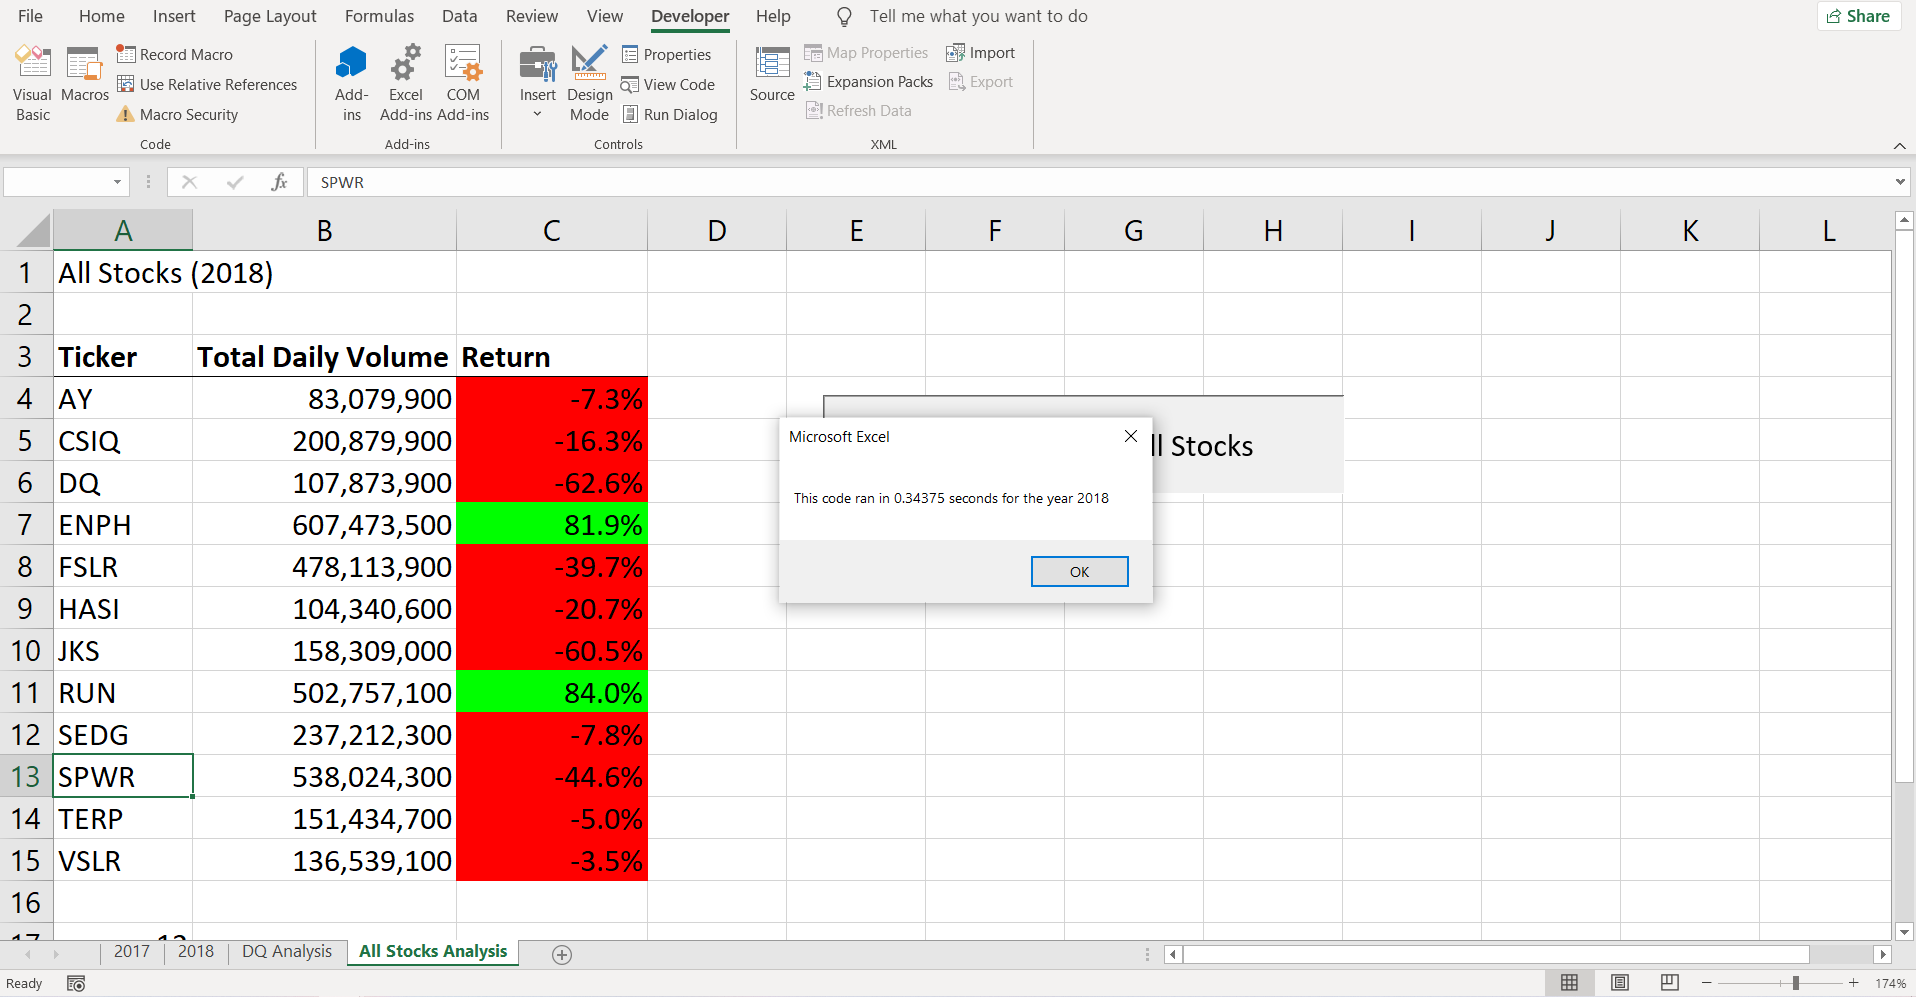 File Home Insert Page Layout Formulas Data Review View Developer Help Tell me what you want to do Share
Visual Basic
Macros
Record Macro
Use Relative References
Macro Security
Code
Add-ins
Excel Add-ins
COM Add-ins
Add-ins
Insert
Design Mode
Properties
View Code
Run Dialog
Controls
Source
Map Properties
Expansion Packs
Refresh Data
Import
Export
XML
fx SPWR
A B C D E F G H I J K L
1 All Stocks (2018)
2
3 Ticker Total Daily Volume Return
4 AY 83,079,900 -7.3%
5 CSIQ 200,879,900 -16.3%
6 DQ 107,873,900 -62.6%
7 ENPH 607,473,500 81.9%
8 FSLR 478,113,900 -39.7%
9 HASI 104,340,600 -20.7%
10 JKS 158,309,000 -60.5%
11 RUN 502,757,100 84.0%
12 SEDG 237,212,300 -7.8%
13 SPWR 538,024,300 -44.6%
14 TERP 151,434,700 -5.0%
15 VSLR 136,539,100 -3.5%
16
17 12
ll Stocks
Microsoft Excel
This code ran in 0.34375 seconds for the year 2018
OK
2017 2018 DQ Analysis All Stocks Analysis
Ready 174%